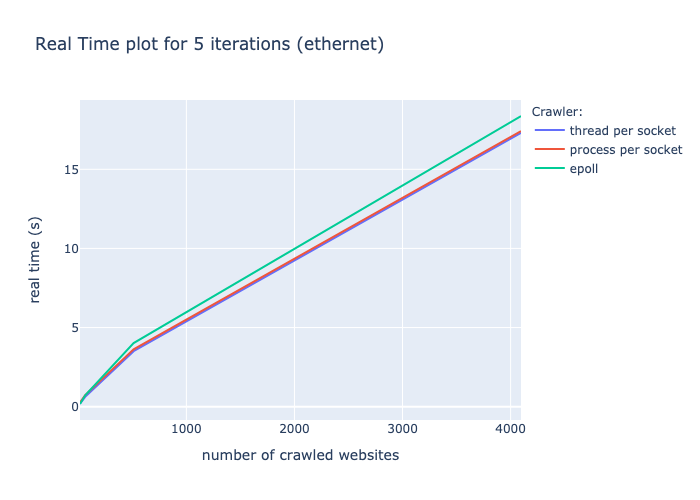 Real Time plot for 5 iterations (ethernet)
Crawler:
thread per socket
process per socket
epoll
real time (s)
15
10
5
0
1000
2000
3000
4000
number of crawled websites